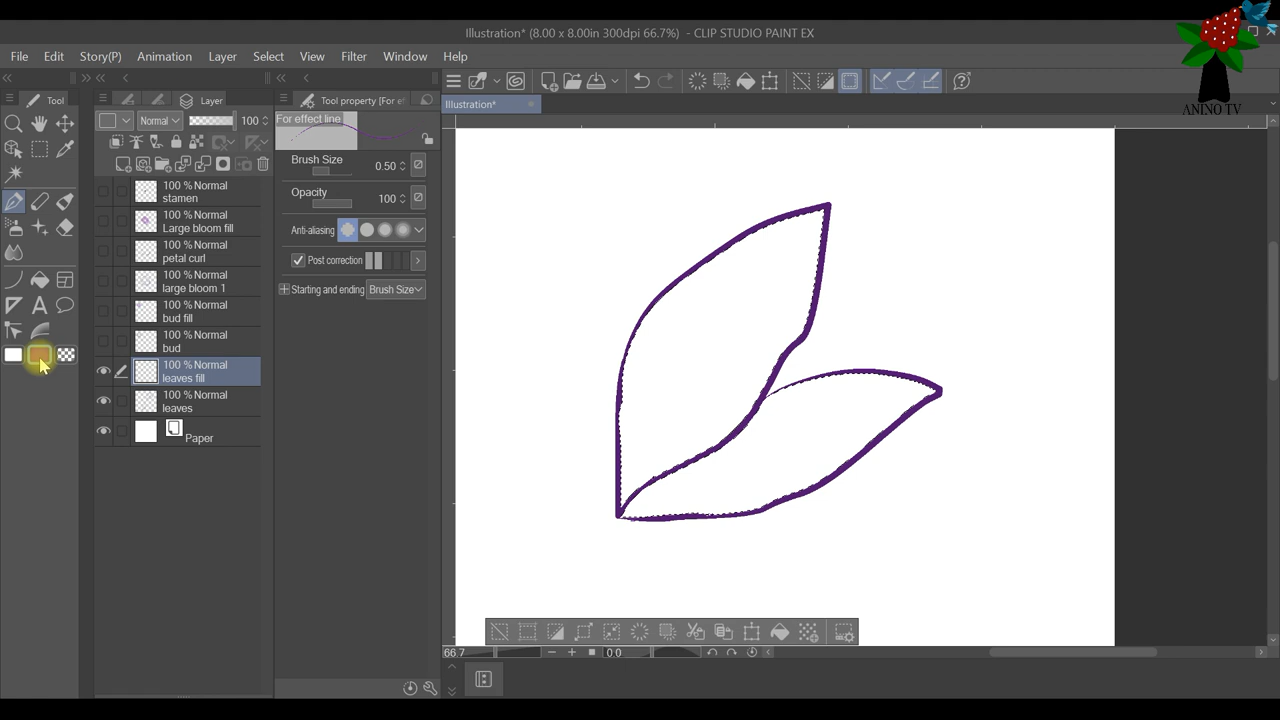 Illustration* (8.00 x 8.00in 300dpi 66.7%) - CLIP STUDIO PAINT EX
File Edit Story(P) Animation Layer Select View Filter Window Help
ANINO TV
Tool
Layer
Tool property [For ef
Illustration*
Normal
100
For effect line
Brush Size 0.50
Opacity 100
Anti-aliasing
Post correction
Starting and ending Brush Size
100 % Normal
stamen
100 % Normal
Large bloom fill
100 % Normal
petal curl
100 % Normal
large bloom 1
100 % Normal
bud fill
100 % Normal
bud
100 % Normal
leaves fill
100 % Normal
leaves
Paper
66.7
0.0